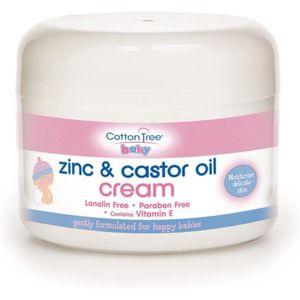 Cotton Tree®
baby
zinc & castor oil
cream
Lanolin Free • Paraben Free
• Contains Vitamin E
gently formulated for happy babies
Moisturises
delicate
skin